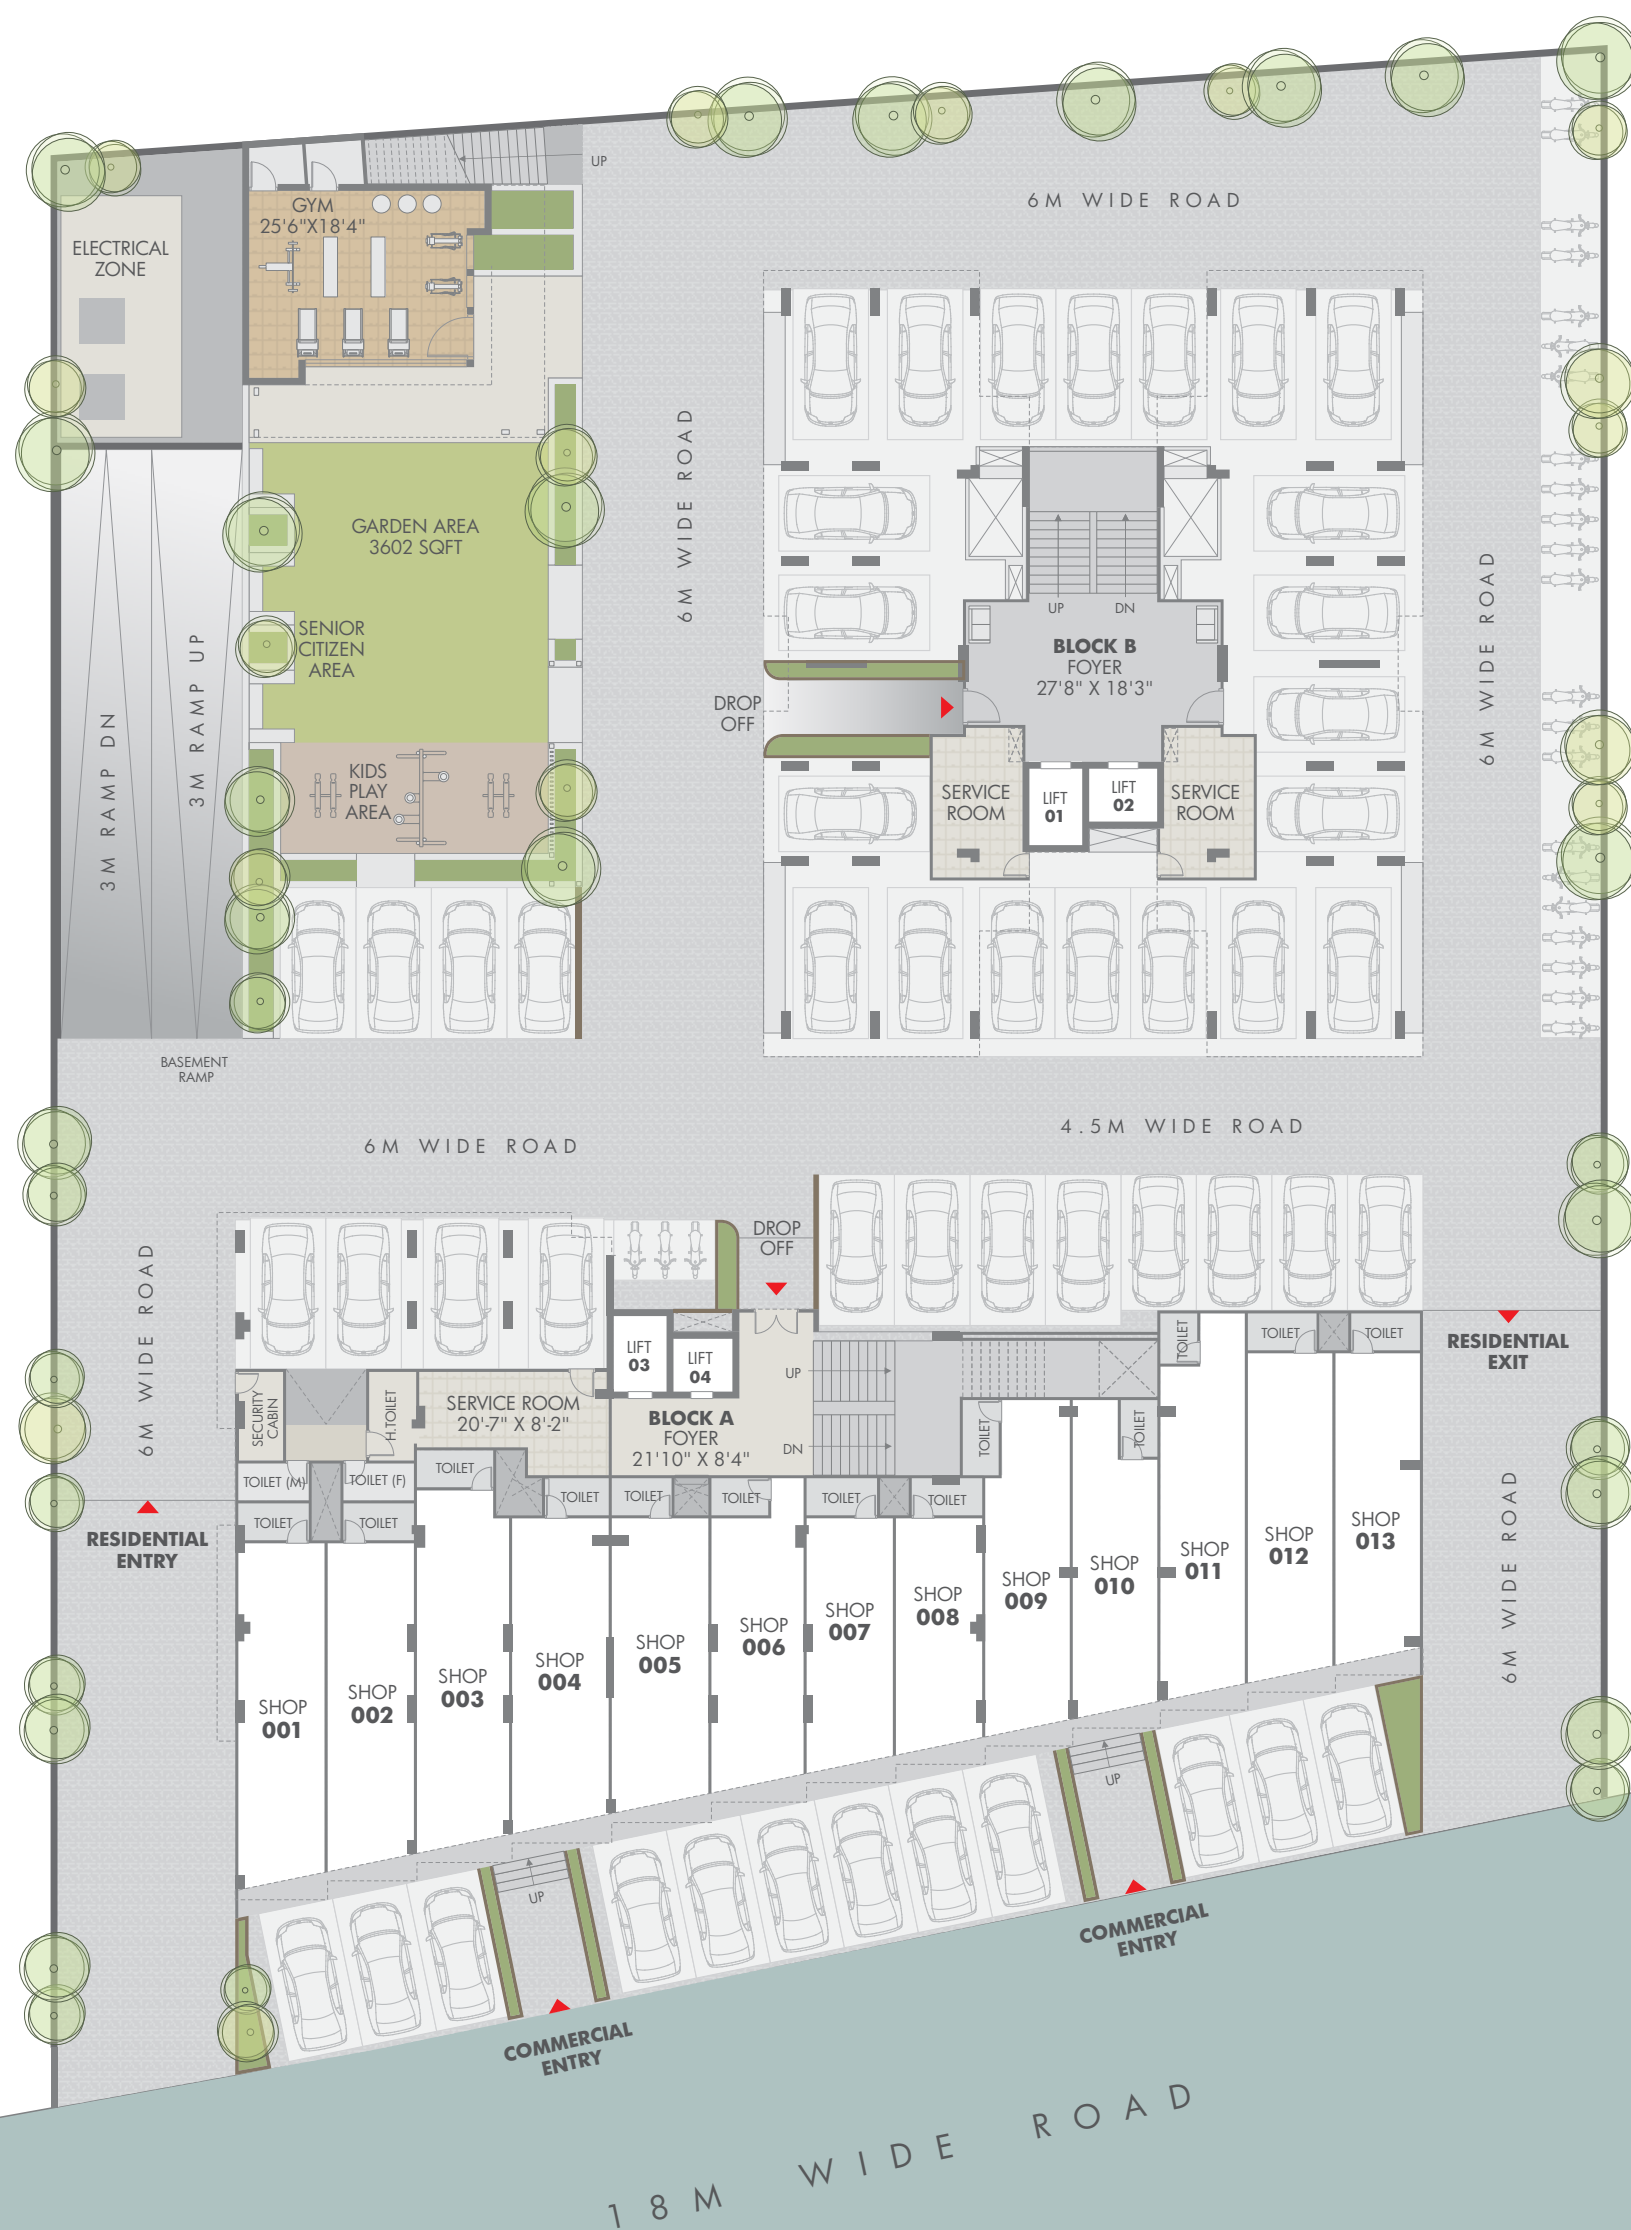 UP
GYM
25'6"X18'4"
6M WIDE ROAD
ELECTRICAL
ZONE
6M WIDE ROAD
GARDEN AREA
3602 SQFT
6M WIDE ROAD
UP
DN
SENIOR
CITIZEN
AREA
BLOCK B
FOYER
27'8" X 18'3"
3M RAMP UP
3M RAMP DN
DROP
OFF
KIDS
PLAY
AREA
SERVICE
ROOM
LIFT
01
LIFT
02
SERVICE
ROOM
BASEMENT
RAMP
6M WIDE ROAD
4.5M WIDE ROAD
DROP
OFF
6M WIDE ROAD
LIFT
03
LIFT
04
UP
TOILET
TOILET
TOILET
RESIDENTIAL
EXIT
SECURITY
CABIN
H.TOILET
SERVICE ROOM
20'-7" X 8'-2"
BLOCK A
FOYER
21'10" X 8'4"
DN
TOILET
TOILET
TOILET (M)
TOILET (F)
TOILET
TOILET
TOILET
TOILET
TOILET
TOILET
TOILET
TOILET
RESIDENTIAL
ENTRY
6M WIDE ROAD
SHOP
001
SHOP
002
SHOP
003
SHOP
004
SHOP
005
SHOP
006
SHOP
007
SHOP
008
SHOP
009
SHOP
010
SHOP
011
SHOP
012
SHOP
013
UP
UP
COMMERCIAL
ENTRY
COMMERCIAL
ENTRY
18M WIDE ROAD